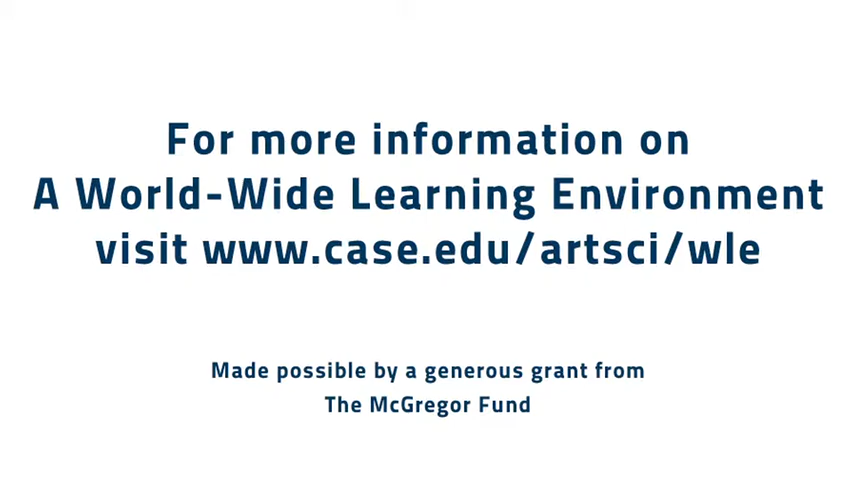 For more information on
A World-Wide Learning Environment
visit www.case.edu/artsci/wle
Made possible by a generous grant from
The McGregor Fund